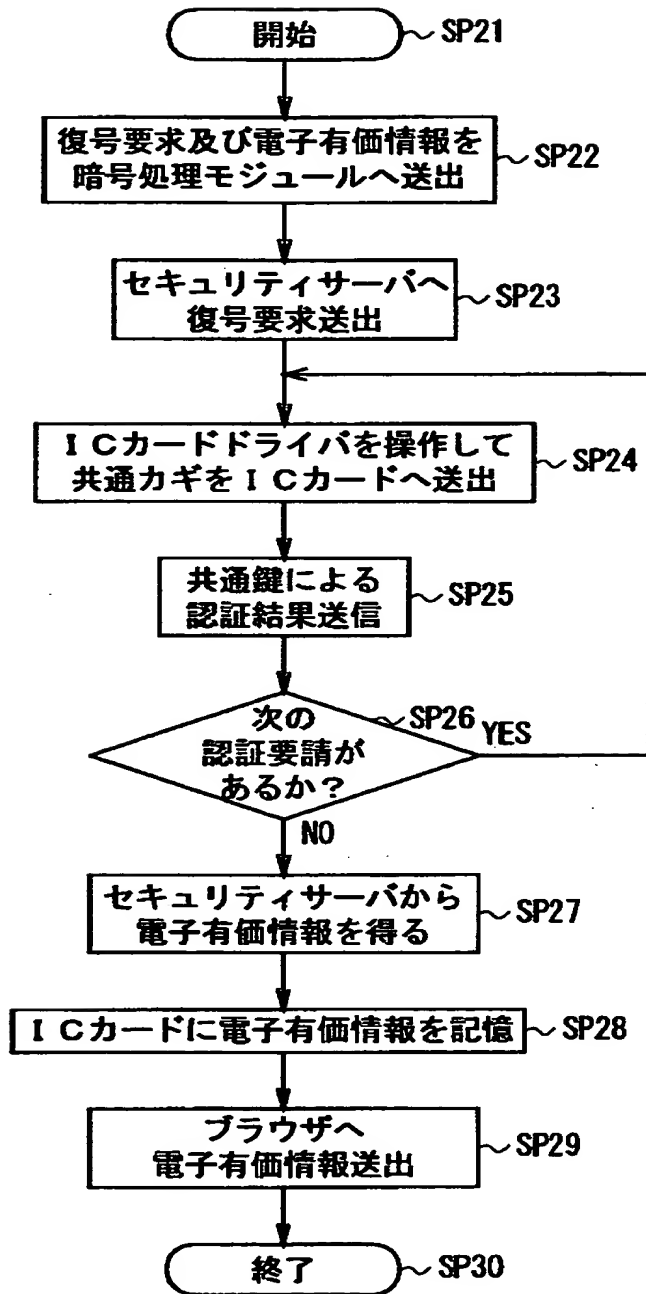 開始
SP21
復号要求及び電子有価情報を
暗号処理モジュールへ送出
SP22
セキュリティサーバへ
復号要求送出
SP23
ICカードドライバを操作して
共通カギをICカードへ送出
SP24
共通鍵による
認証結果送信
SP25
次の
認証要請が
あるか?
SP26
YES
NO
セキュリティサーバから
電子有価情報を得る
SP27
ICカードに電子有価情報を記憶
SP28
ブラウザへ
電子有価情報送出
SP29
終了
SP30